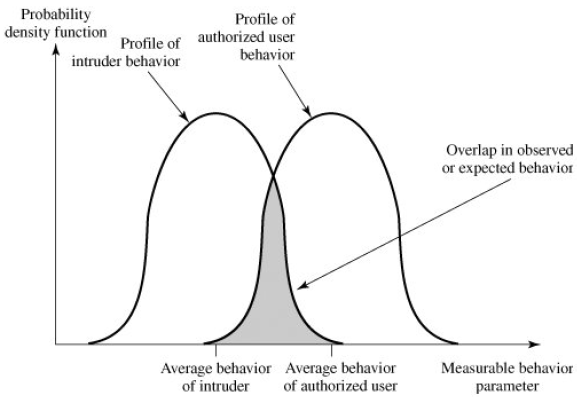 Probability
density function
Profile of
intruder behavior
Profile of
authorized user
behavior
Overlap in observed
or expected behavior
Average behavior
of intruder
Average behavior
of authorized user
Measurable behavior
parameter